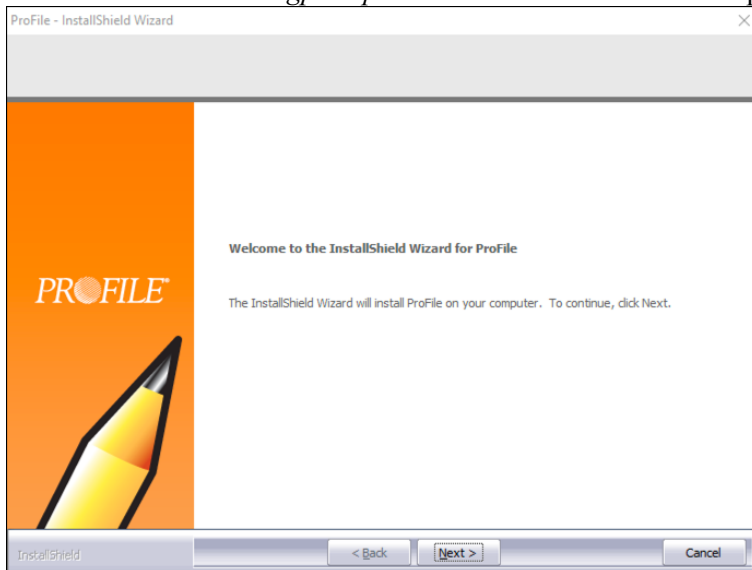 ProFile - InstallShield Wizard
Welcome to the InstallShield Wizard for ProFile
PROFILE™
The InstallShield Wizard will install ProFile on your computer. To continue, click Next.
InstallShield
< Back
Next >
Cancel